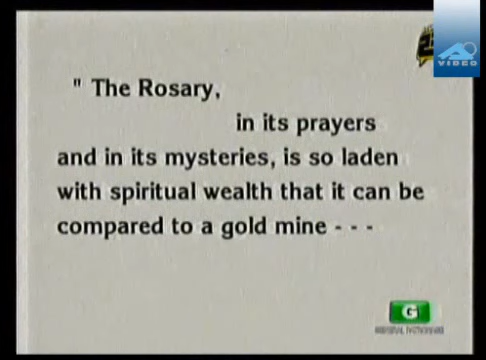 " The Rosary,
in its prayers
and in its mysteries, is so laden
with spiritual wealth that it can be
compared to a gold mine - - -
G
VIDEO